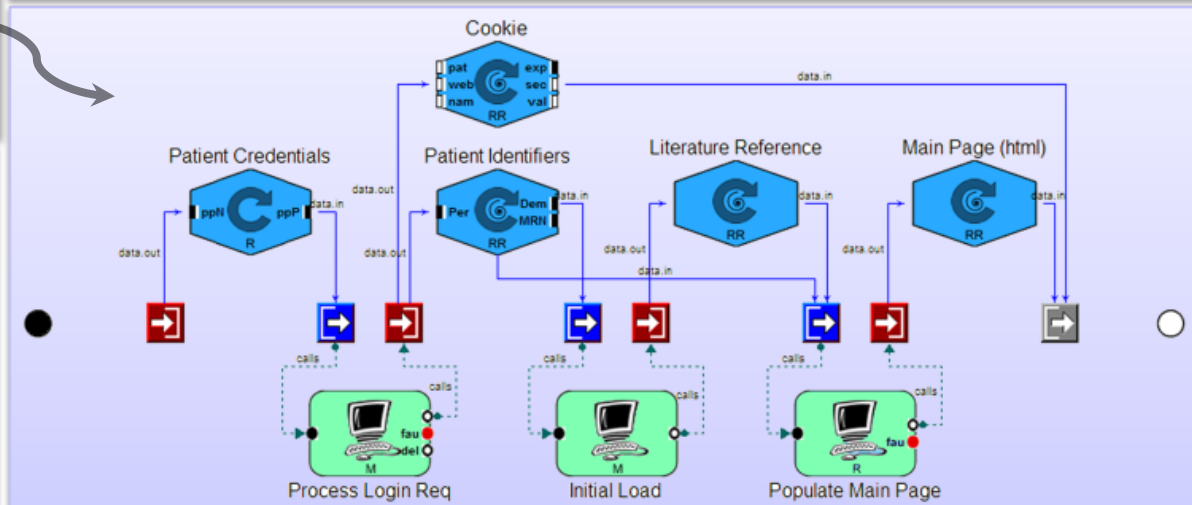 Cookie
pat exp
web sec
nam val
RR
data.in
Patient Credentials
ppN ppP
R
data.in
data.out
Patient Identifiers
Per Dem
MRN
RR
data.in
data.out
data.out
data.in
Literature Reference
RR
data.in
data.out
Main Page (html)
RR
data.in
data.out
calls
calls
fau
del
M
Process Login Req
calls
calls
M
Initial Load
calls
calls
fau
R
Populate Main Page